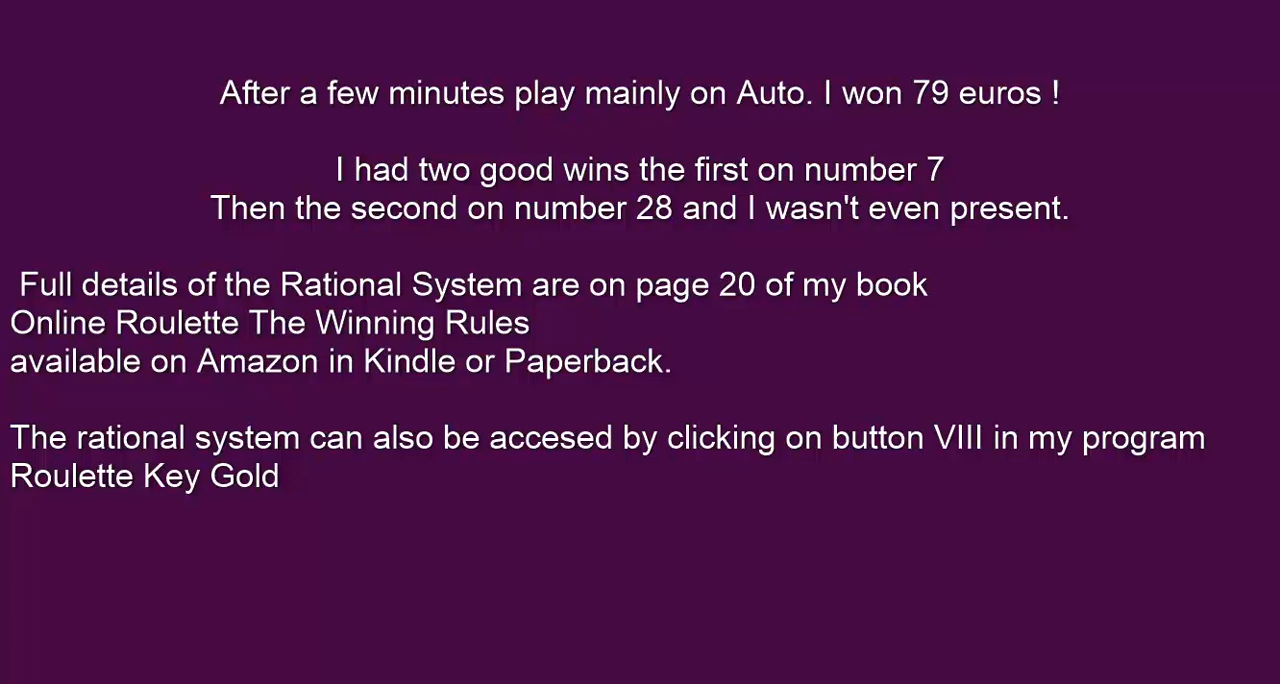 After a few minutes play mainly on Auto. I won 79 euros !
I had two good wins the first on number 7
Then the second on number 28 and I wasn't even present.
Full details of the Rational System are on page 20 of my book
Online Roulette The Winning Rules
available on Amazon in Kindle or Paperback.
The rational system can also be accesed by clicking on button VIII in my program
Roulette Key Gold